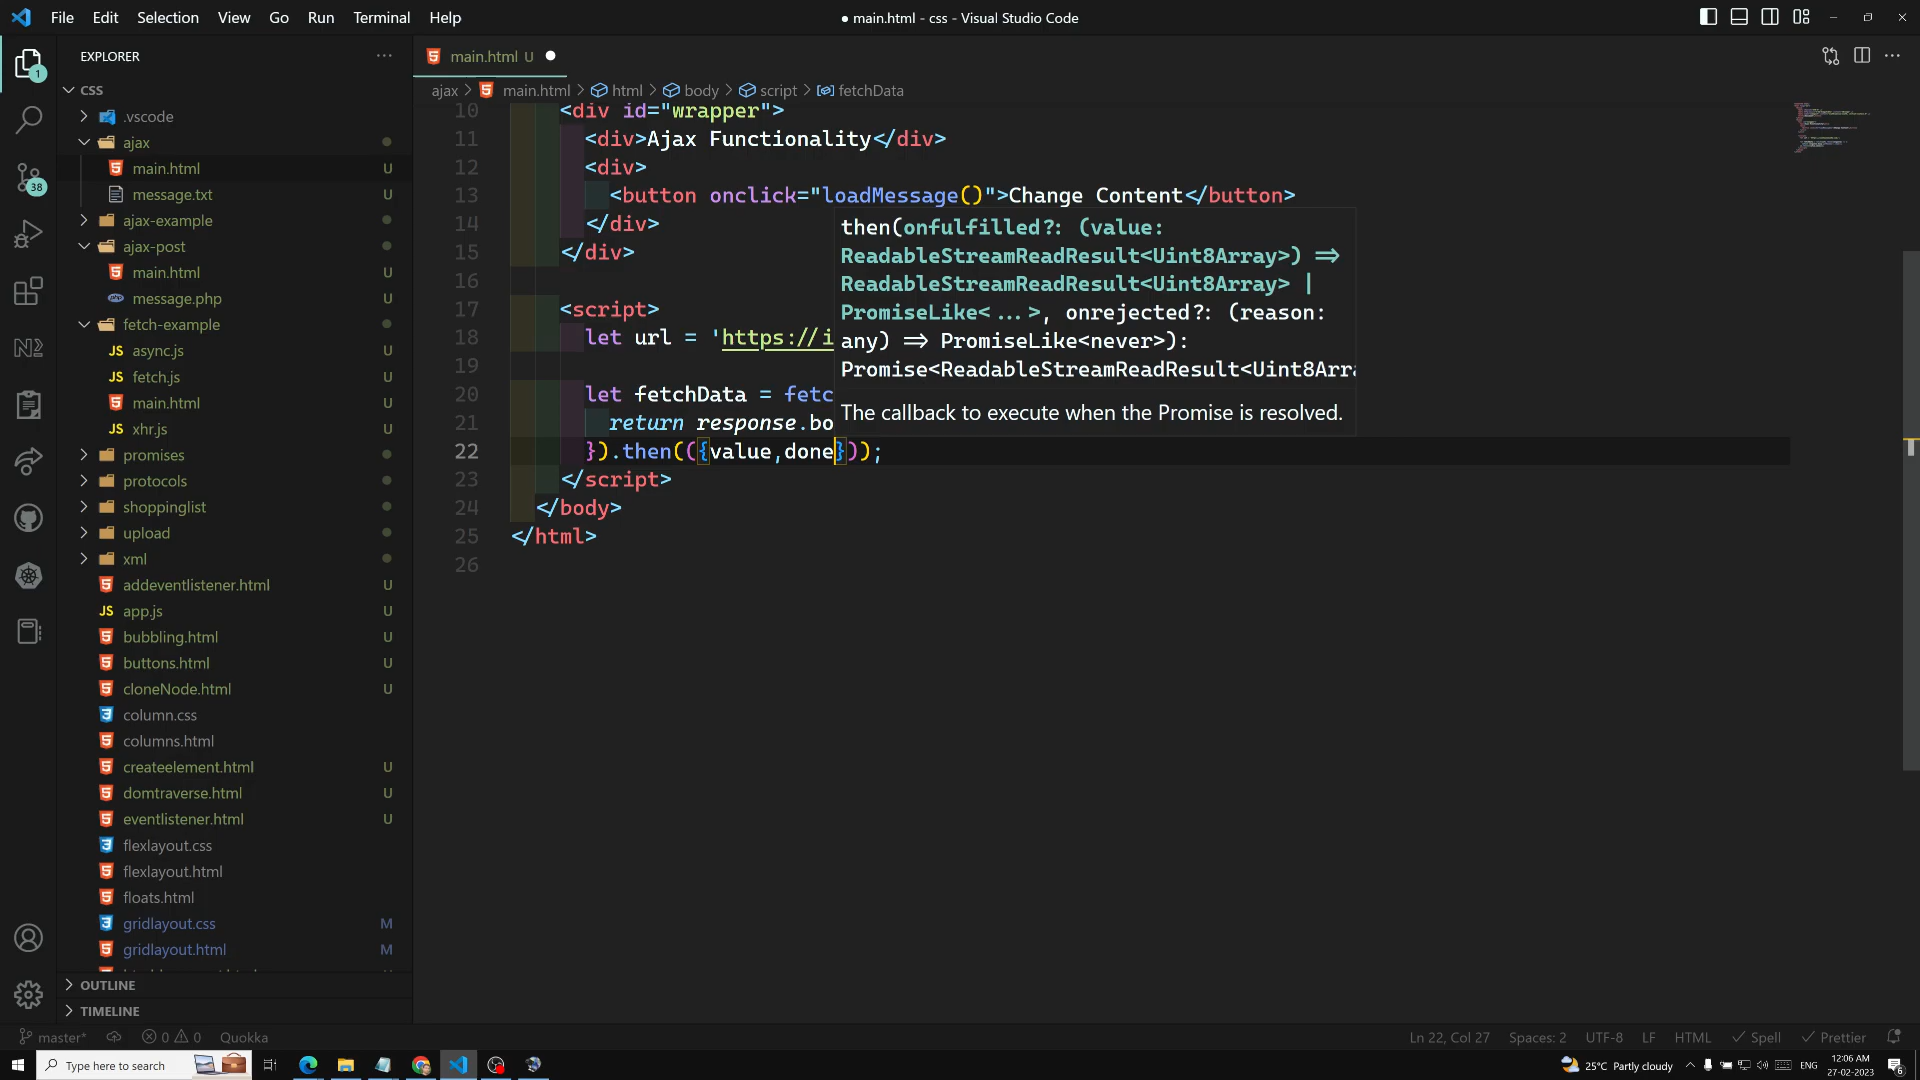 File Edit Selection View Go Run Terminal Help
● main.html - css - Visual Studio Code
EXPLORER
main.html U
CSS
ajax > main.html > html > body > script > fetchData
.vscode
ajax
main.html U
message.txt U
ajax-example
ajax-post
main.html U
message.php U
fetch-example
async.js U
fetch.js U
main.html U
xhr.js U
promises
protocols
shoppinglist
upload
xml
addeventlistener.html U
app.js U
bubbling.html U
buttons.html U
cloneNode.html U
column.css
columns.html
createelement.html U
domtraverse.html U
eventlistener.html U
flexlayout.css
flexlayout.html
floats.html
gridlayout.css M
gridlayout.html M
OUTLINE
TIMELINE
1
38
10 <div id="wrapper">
11 <div>Ajax Functionality</div>
12 <div>
13 <button onclick="loadMessage()">Change Content</button>
14 </div>
15 </div>
16
17 <script>
18 let url = 'https://i
19
20 let fetchData = fetc
21 return response.bo
22 }).then(({value,done}));
23 </script>
24 </body>
25 </html>
26
then(onfulfilled?: (value:
ReadableStreamReadResult<Uint8Array>) =>
ReadableStreamReadResult<Uint8Array> |
PromiseLike<...>, onrejected?: (reason:
any) => PromiseLike<never>):
Promise<ReadableStreamReadResult<Uint8Arra
The callback to execute when the Promise is resolved.
master* 0 0 Quokka
Ln 22, Col 27 Spaces: 2 UTF-8 LF HTML Spell Prettier
Type here to search
25°C Partly cloudy ENG
12:06 AM
27-02-2023
6